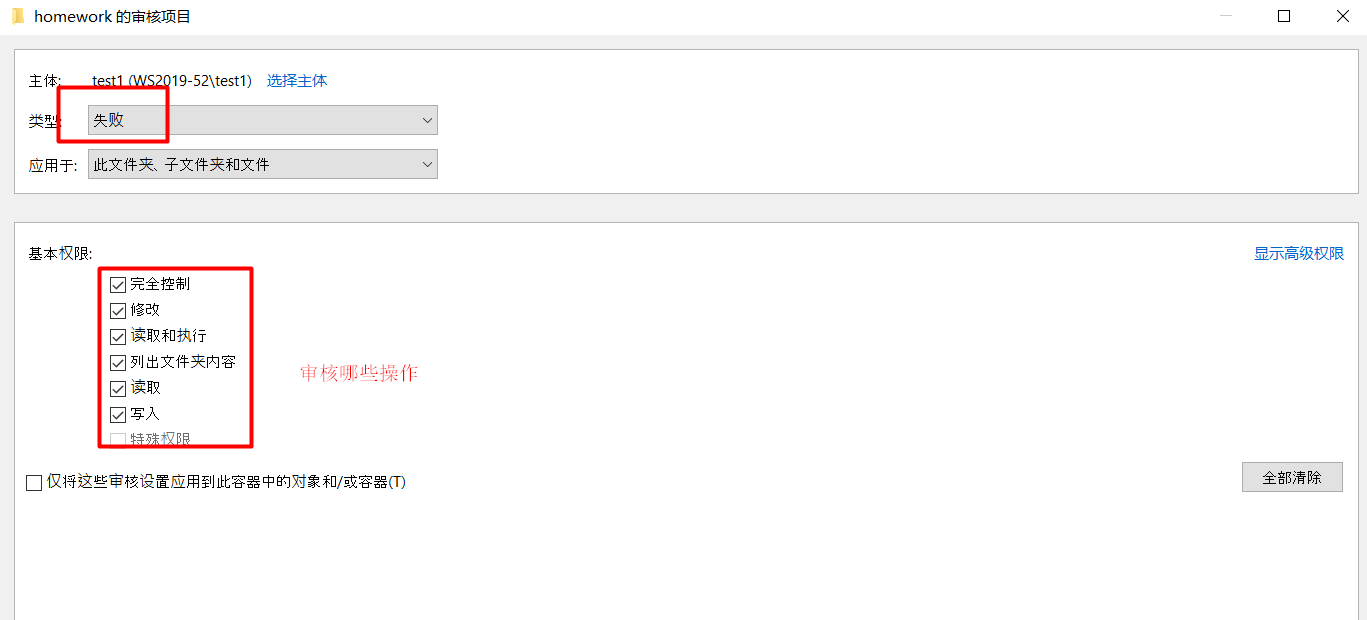 homework 的审核项目
主体: test1 (WS2019-52\test1) 选择主体
类型: 失败
应用于: 此文件夹、子文件夹和文件
基本权限: 显示高级权限
完全控制
修改
读取和执行
列出文件夹内容
审核哪些操作
读取
写入
特殊权限
仅将这些审核设置应用到此容器中的对象和/或容器(T)
全部清除